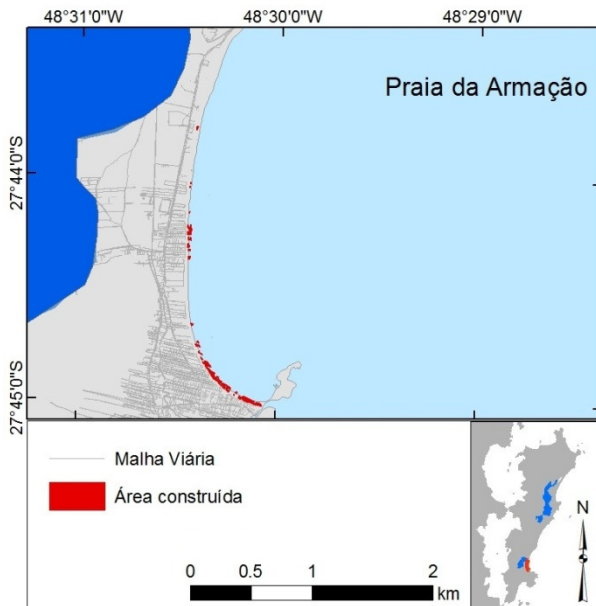 48°31'0"W
48°30'0"W
48°29'0"W
Praia da Armação
27°44'0"S
27°45'0"S
Malha Viária
Área construída
N
0 0.5 1 2
km